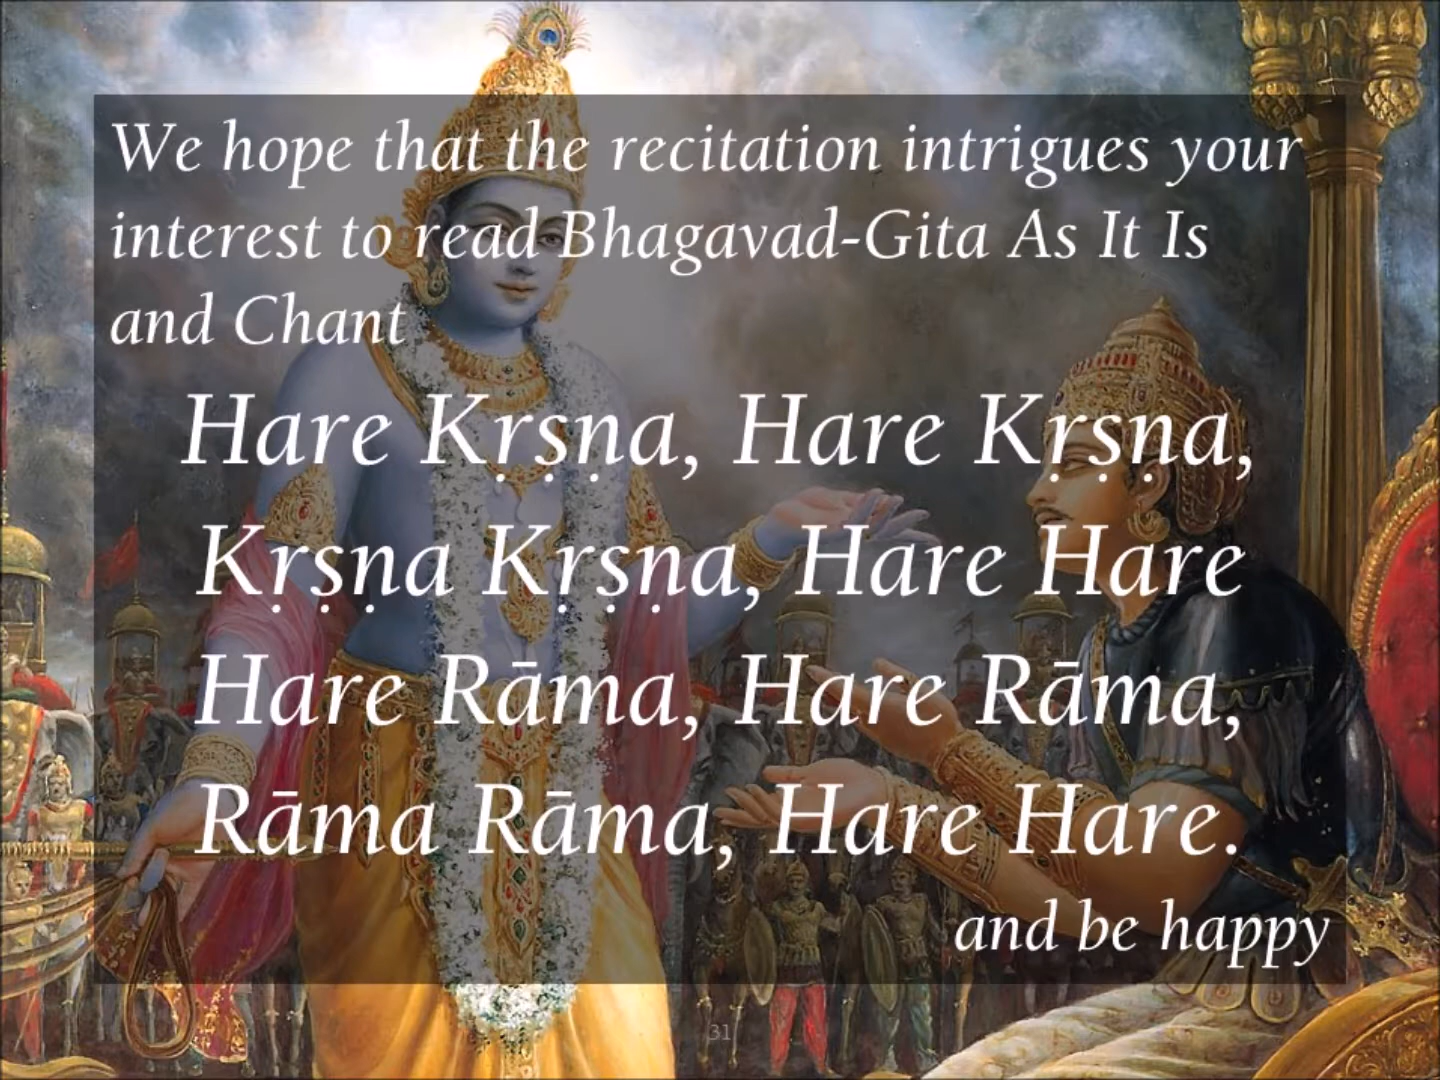 We hope that the recitation intrigues your
interest to read Bhagavad-Gita As It Is
and Chant
Hare Kṛṣṇa, Hare Kṛṣṇa,
Kṛṣṇa Kṛṣṇa, Hare Hare
Hare Rāma, Hare Rāma,
Rāma Rāma, Hare Hare.
and be happy
31